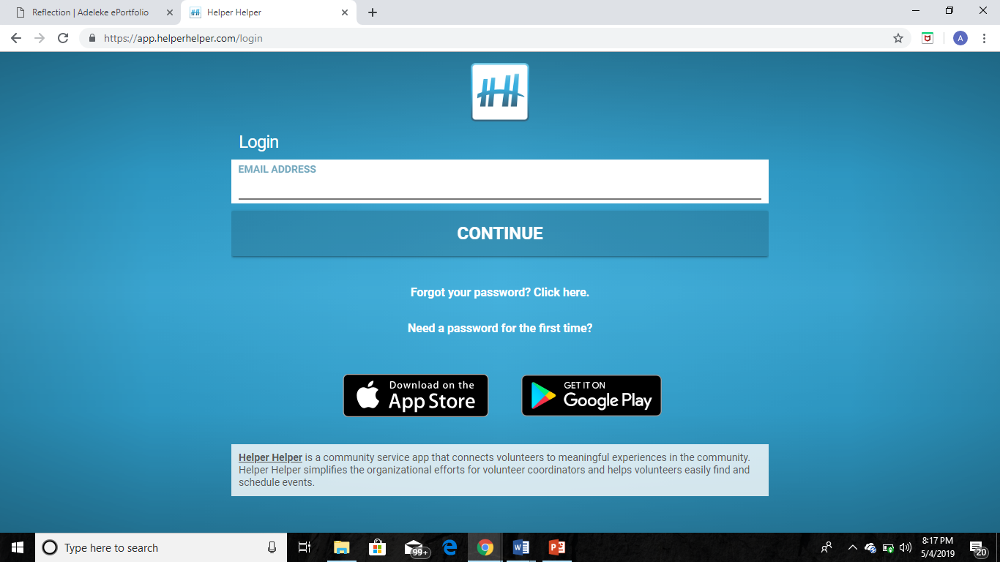 Reflection | Adeleke ePortfolio
Helper Helper
https://app.helperhelper.com/login
A
Login
EMAIL ADDRESS
CONTINUE
Forgot your password? Click here.
Need a password for the first time?
Download on the
App Store
GET IT ON
Google Play
Helper Helper is a community service app that connects volunteers to meaningful experiences in the community.
Helper Helper simplifies the organizational efforts for volunteer coordinators and helps volunteers easily find and
schedule events.
Type here to search
99+
8:17 PM
5/4/2019
20